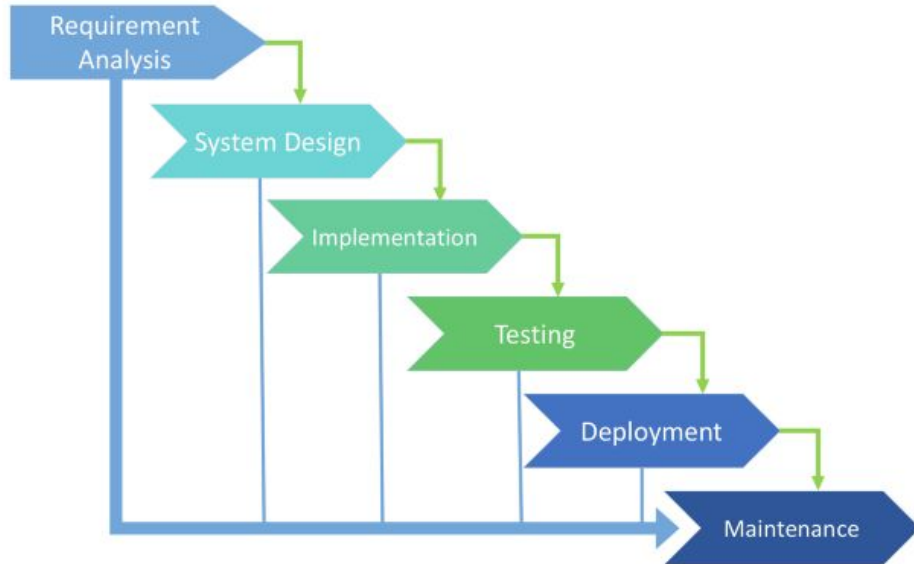 Requirement
Analysis
System Design
Implementation
Testing
Deployment
Maintenance